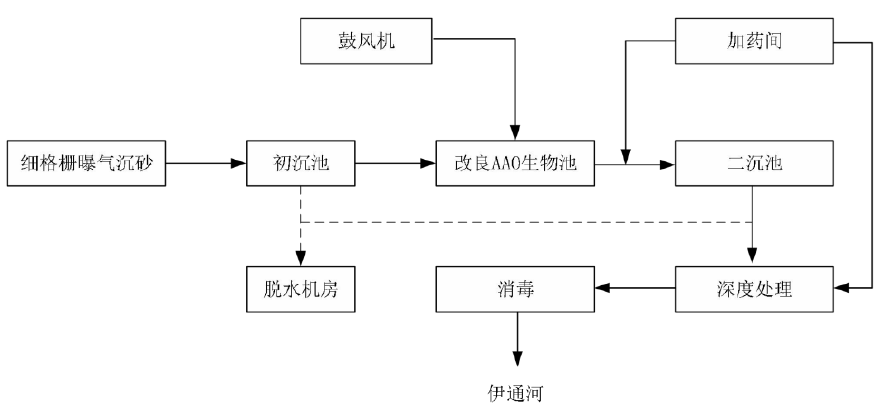 鼓风机
加药间
细格栅曝气沉砂
初沉池
改良AAO生物池
二沉池
脱水机房
消毒
深度处理
伊通河